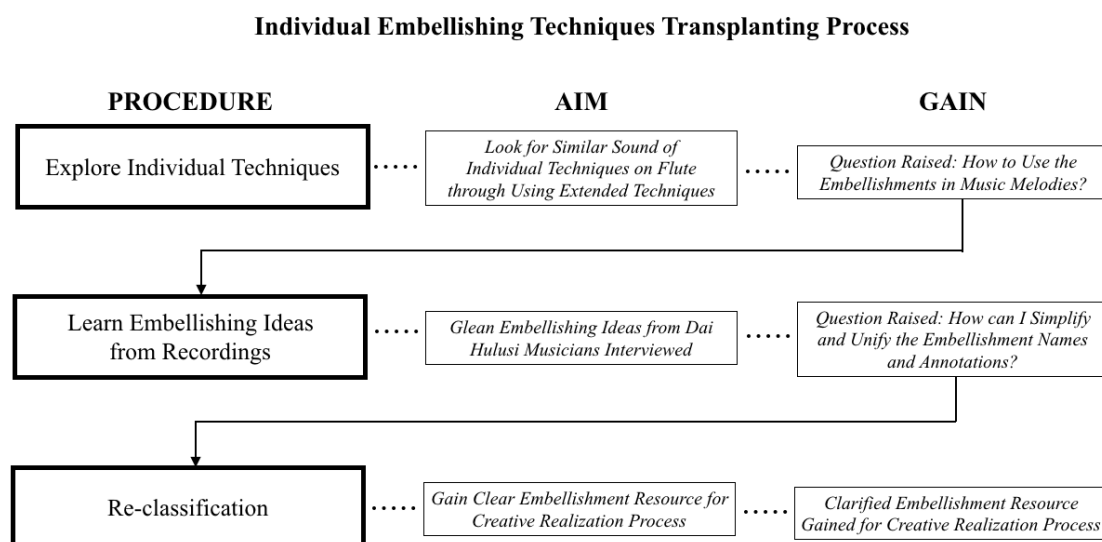 Individual Embellishing Techniques Transplanting Process
PROCEDURE
AIM
GAIN
Explore Individual Techniques
Look for Similar Sound of
Individual Techniques on Flute
through Using Extended Techniques
Question Raised: How to Use the
Embellishments in Music Melodies?
Learn Embellishing Ideas
from Recordings
Glean Embellishing Ideas from Dai
Hulusi Musicians Interviewed
Question Raised: How can I Simplify
and Unify the Embellishment Names
and Annotations?
Re-classification
Gain Clear Embellishment Resource for
Creative Realization Process
Clarified Embellishment Resource
Gained for Creative Realization Process